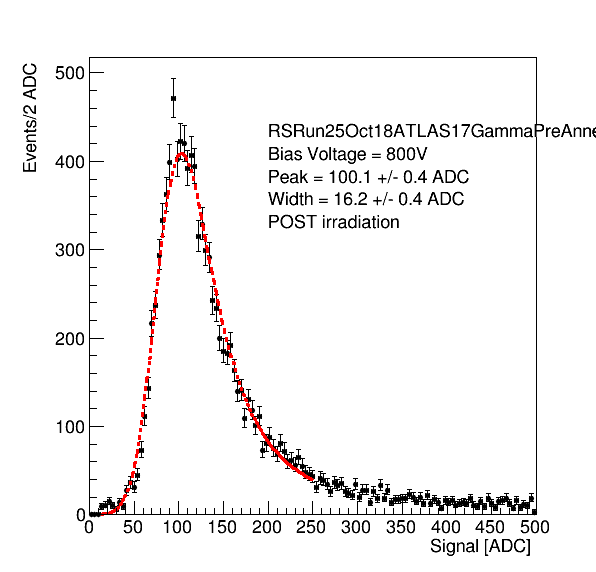 Events/2 ADC
500
400
300
200
100
0
RSRun25Oct18ATLAS17GammaPreAnne
Bias Voltage = 800V
Peak = 100.1 +/- 0.4 ADC
Width = 16.2 +/- 0.4 ADC
POST irradiation
0 50 100 150 200 250 300 350 400 450 500
Signal [ADC]